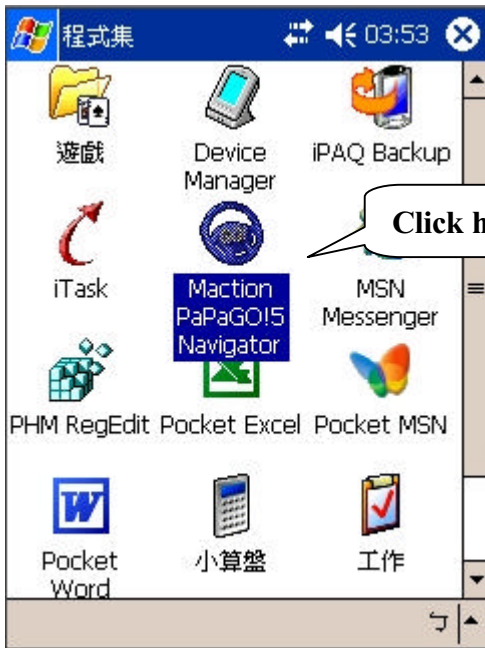 程式集 03:53
遊戲 Device Manager iPAQ Backup
Click h
iTask Maction PaPaGO!5 Navigator MSN Messenger
PHM RegEdit Pocket Excel Pocket MSN
Pocket Word 小算盤 工作
ㄅ